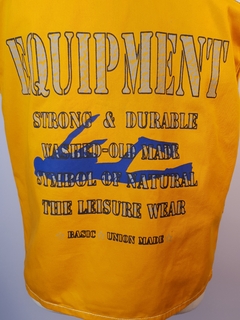 EQUIPMENT
STRONG & DURABLE
WASHED-OLD MADE
SYMBOL OF NATURAL
THE LEISURE WEAR
BASIC UNION MADE